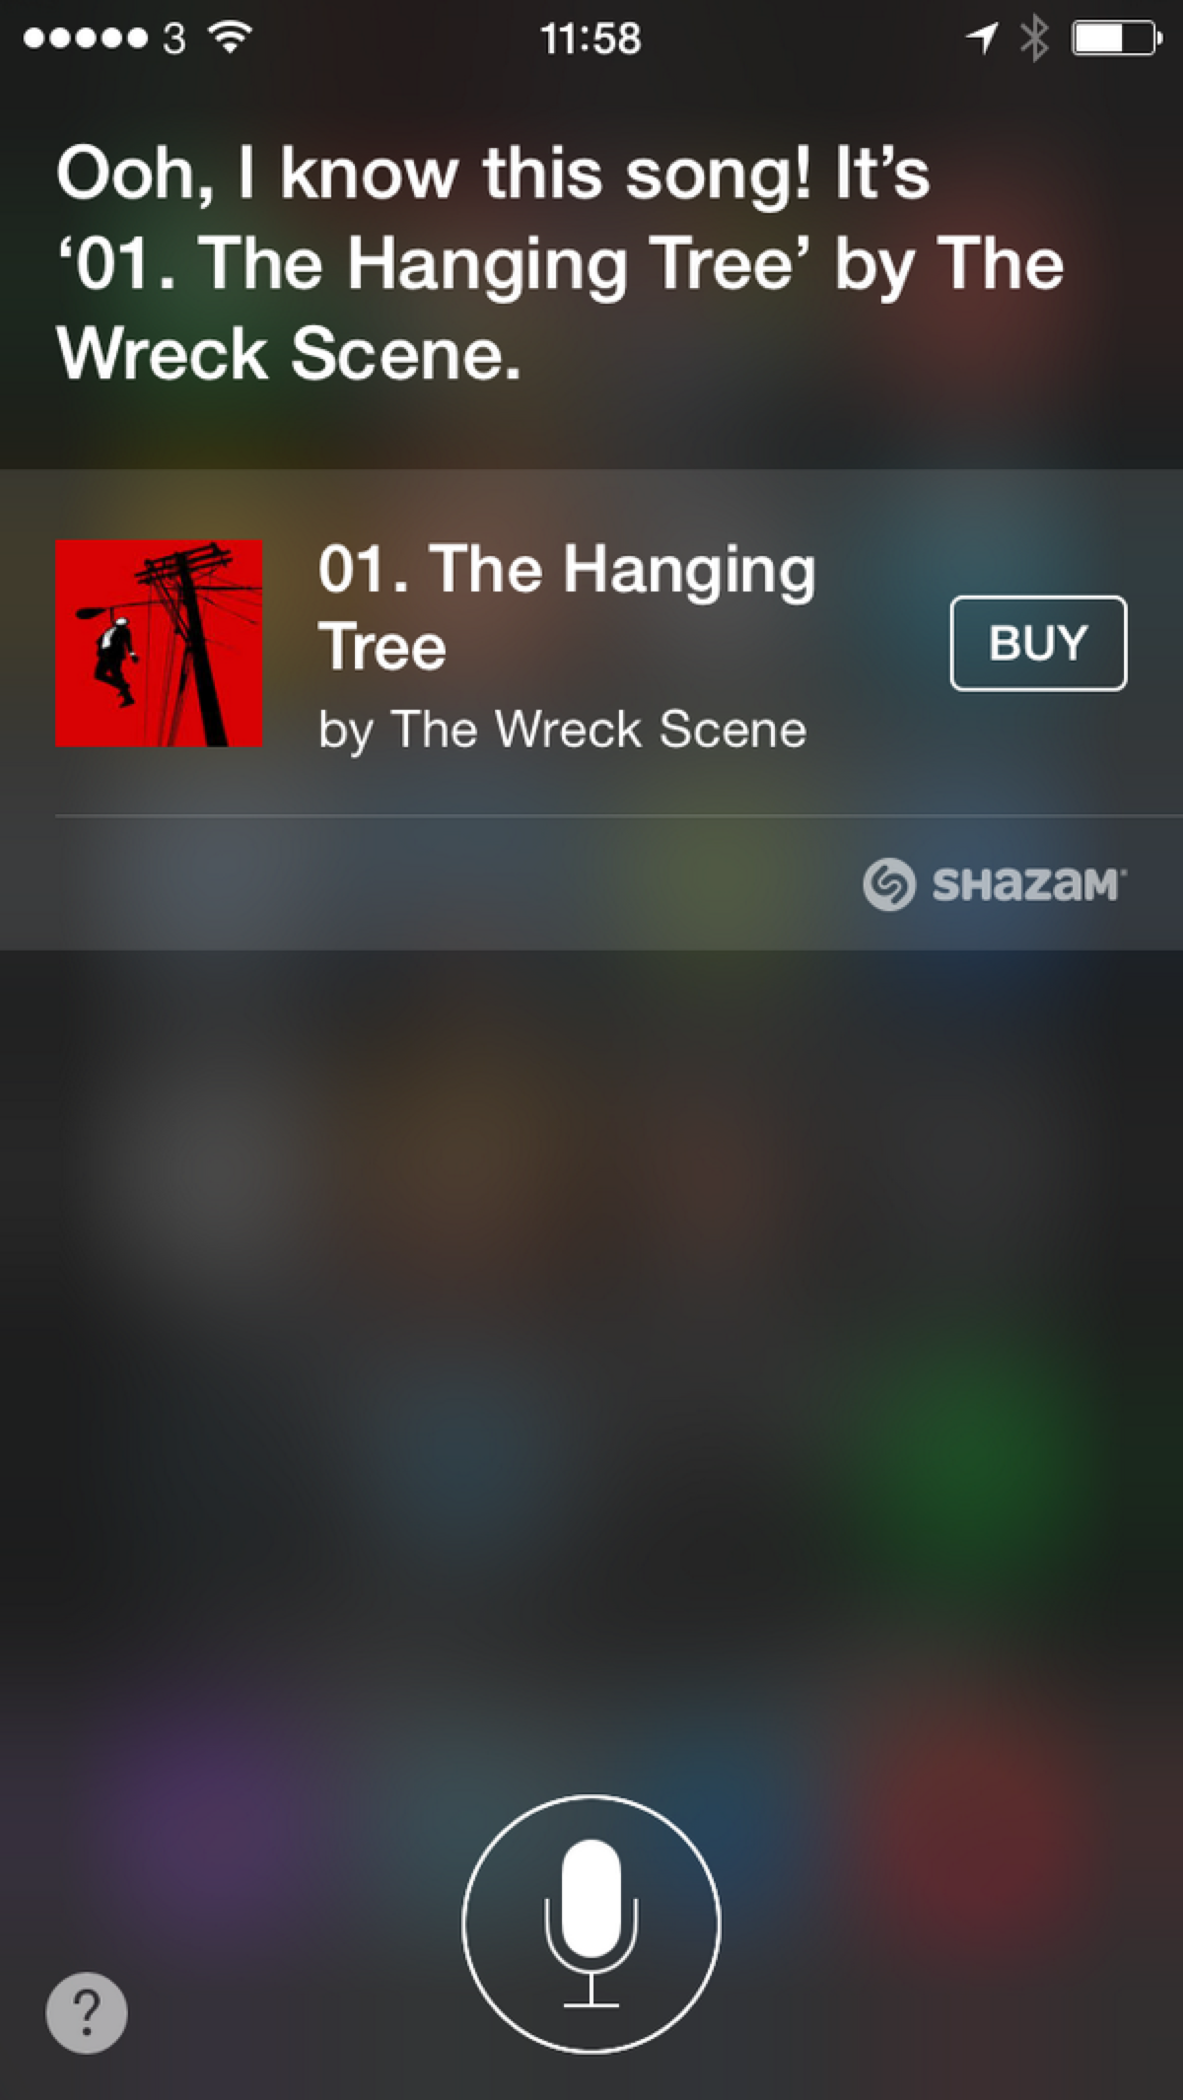 3 11:58
Ooh, I know this song! It’s
‘01. The Hanging Tree’ by The
Wreck Scene.
01. The Hanging
Tree
by The Wreck Scene
BUY
SHazaM
?